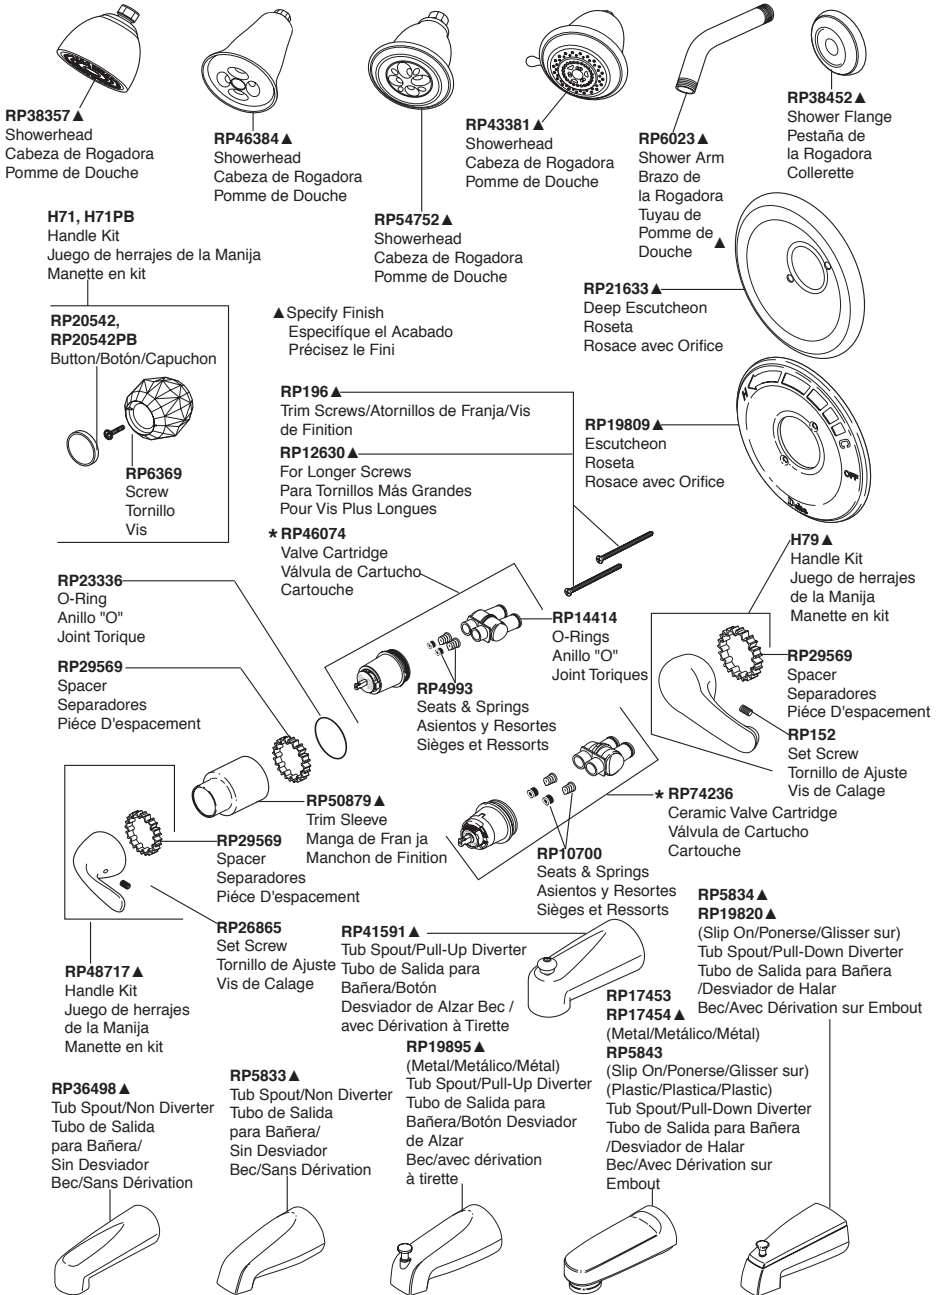 RP38357▲
Showerhead
Cabeza de Rogadora
Pomme de Douche
RP46384▲
Showerhead
Cabeza de Rogadora
Pomme de Douche
RP54752▲
Showerhead
Cabeza de Rogadora
Pomme de Douche
RP43381▲
Showerhead
Cabeza de Rogadora
Pomme de Douche
RP6023▲
Shower Arm
Brazo de
la Rogadora
Tuyau de
Pomme de
Douche ▲
RP38452▲
Shower Flange
Pestaña de
la Rogadora
Collerette
H71, H71PB
Handle Kit
Juego de herrajes de la Manija
Manette en kit
RP20542,
RP20542PB
Button/Botón/Capuchon
RP6369
Screw
Tornillo
Vis
▲Specify Finish
Especifíque el Acabado
Précisez le Fini
RP21633▲
Deep Escutcheon
Roseta
Rosace avec Orifice
RP196▲
Trim Screws/Atornillos de Franja/Vis
de Finition
RP12630▲
For Longer Screws
Para Tornillos Más Grandes
Pour Vis Plus Longues
RP19809▲
Escutcheon
Roseta
Rosace avec Orifice
H
C
OFF
Delta
*RP46074
Valve Cartridge
Válvula de Cartucho
Cartouche
H79▲
Handle Kit
Juego de herrajes
de la Manija
Manette en kit
RP23336
O-Ring
Anillo "O"
Joint Torique
RP29569
Spacer
Separadores
Piéce D'espacement
RP14414
O-Rings
Anillo "O"
Joint Toriques
RP4993
Seats & Springs
Asientos y Resortes
Sièges et Ressorts
RP29569
Spacer
Separadores
Piéce D'espacement
RP152
Set Screw
Tornillo de Ajuste
Vis de Calage
RP50879▲
Trim Sleeve
Manga de Fran ja
Manchon de Finition
*RP74236
Ceramic Valve Cartridge
Válvula de Cartucho
Cartouche
RP29569
Spacer
Separadores
Piéce D'espacement
RP10700
Seats & Springs
Asientos y Resortes
Sièges et Ressorts
RP26865
Set Screw
Tornillo de Ajuste
Vis de Calage
RP48717▲
Handle Kit
Juego de herrajes
de la Manija
Manette en kit
RP41591▲
Tub Spout/Pull-Up Diverter
Tubo de Salida para
Bañera/Botón
Desviador de Alzar Bec /
avec Dérivation à Tirette
RP5834▲
RP19820▲
(Slip On/Ponerse/Glisser sur)
Tub Spout/Pull-Down Diverter
Tubo de Salida para Bañera
/Desviador de Halar
Bec/Avec Dérivation sur Embout
RP36498▲
Tub Spout/Non Diverter
Tubo de Salida
para Bañera/
Sin Desviador
Bec/Sans Dérivation
RP5833▲
Tub Spout/Non Diverter
Tubo de Salida
para Bañera/
Sin Desviador
Bec/Sans Dérivation
RP19895▲
(Metal/Metálico/Métal)
Tub Spout/Pull-Up Diverter
Tubo de Salida para
Bañera/Botón Desviador
de Alzar
Bec/avec dérivation
à tirette
RP17453
RP17454▲
(Metal/Metálico/Métal)
RP5843
(Slip On/Ponerse/Glisser sur)
(Plastic/Plastica/Plastic)
Tub Spout/Pull-Down Diverter
Tubo de Salida para Bañera
/Desviador de Halar
Bec/Avec Dérivation sur
Embout